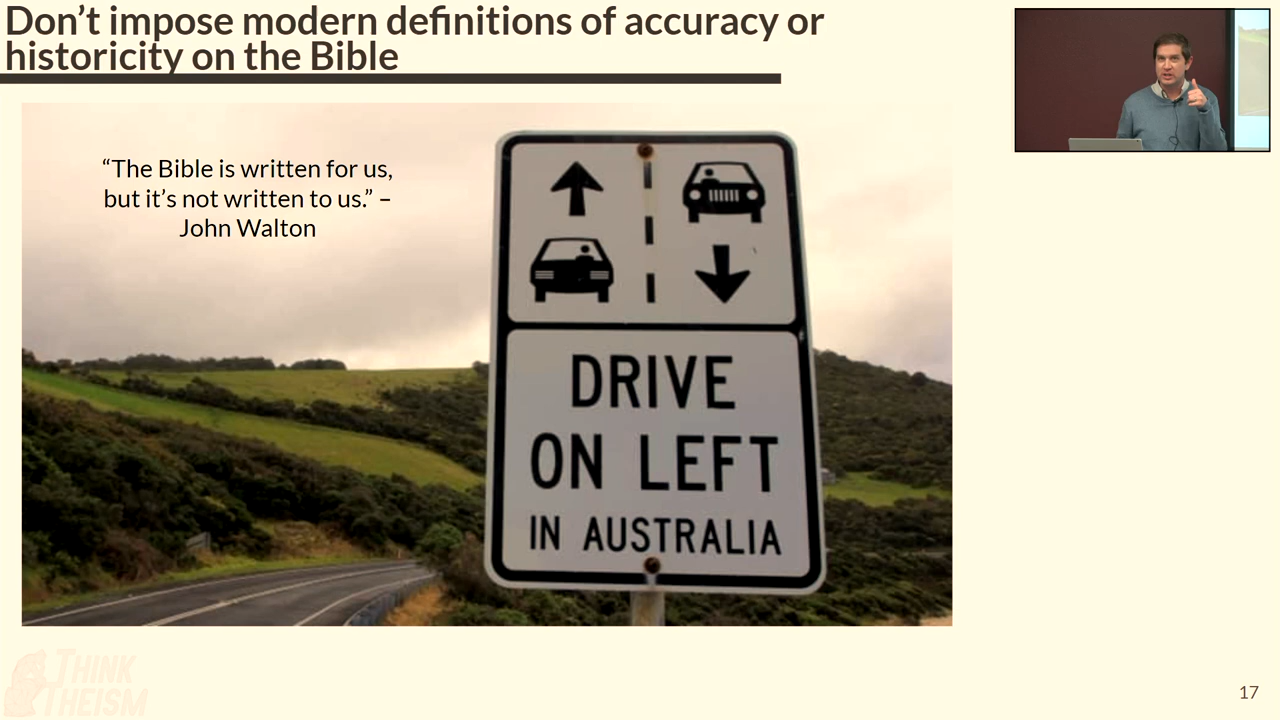 Don’t impose modern definitions of accuracy or
historicity on the Bible
“The Bible is written for us,
but it’s not written to us.” –
John Walton
DRIVE
ON LEFT
IN AUSTRALIA
THINK
THEISM
17